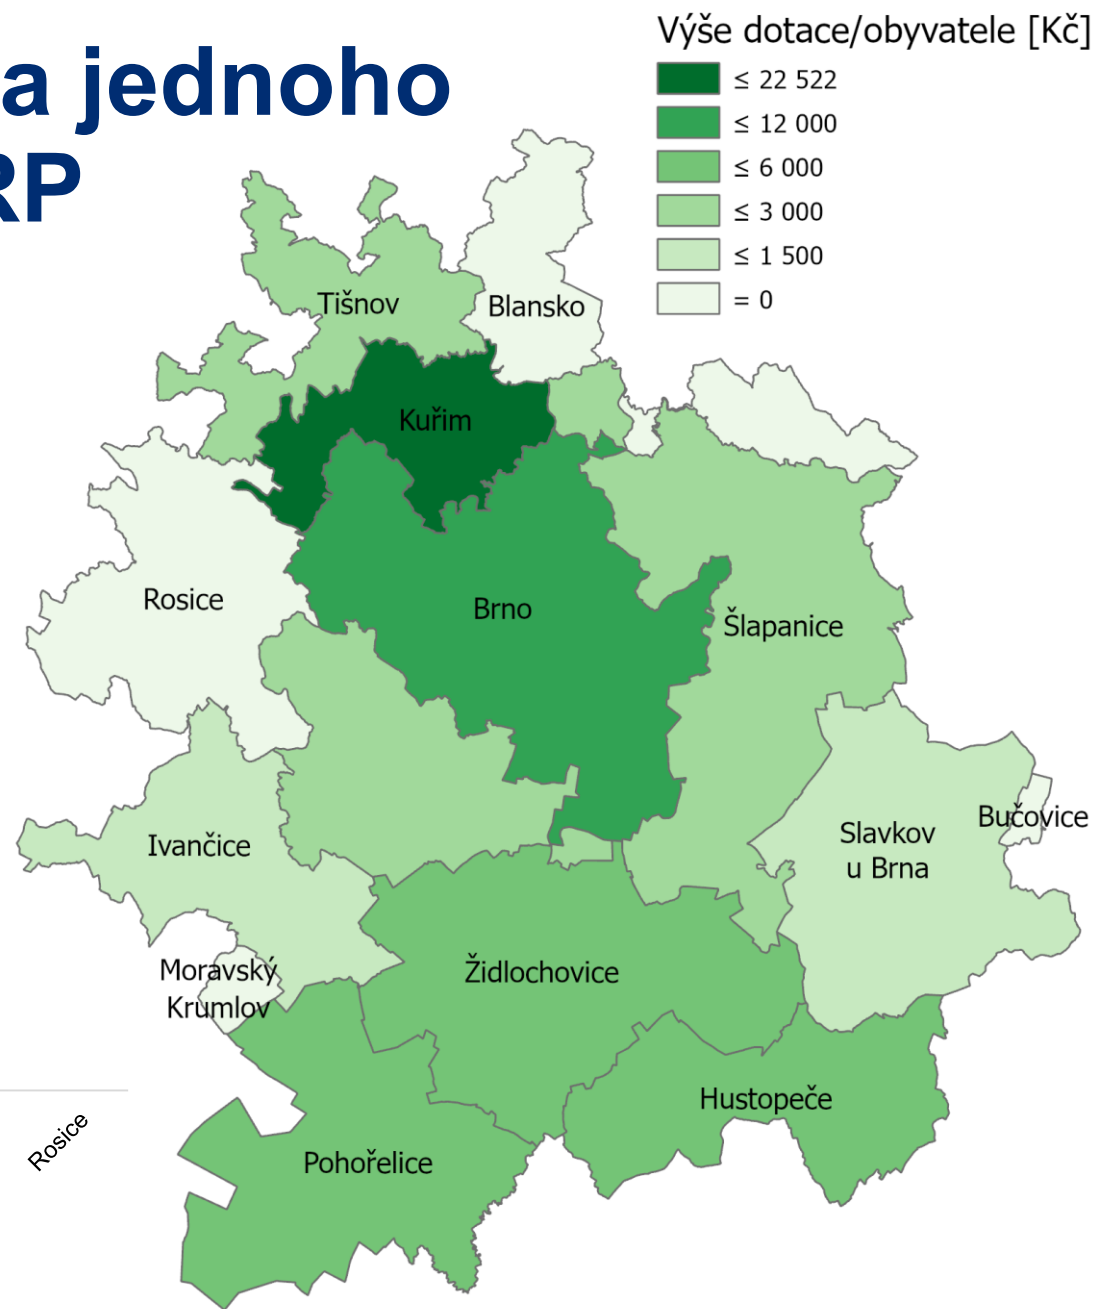 a jednoho
RP
Výše dotace/obyvatele [Kč]
≤ 22 522
≤ 12 000
≤ 6 000
≤ 3 000
≤ 1 500
= 0
Tišnov
Blansko
Kuřim
Rosice
Brno
Šlapanice
Ivančice
Slavkov
u Brna
Bučovice
Moravský
Krumlov
Židlochovice
Hustopeče
Pohořelice
Rosice